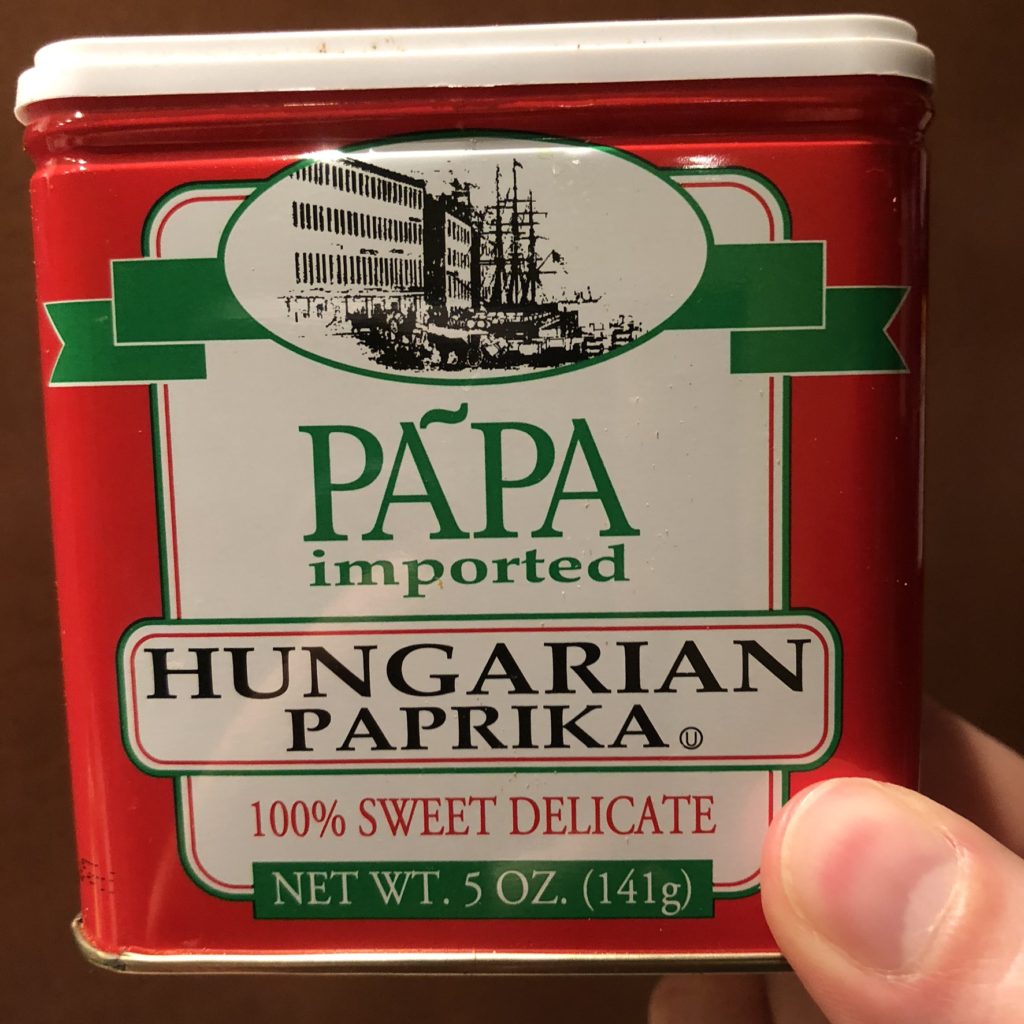 PÃPA
imported
HUNGARIAN
PAPRIKA Ⓤ
100% SWEET DELICATE
NET WT. 5 OZ. (141g)